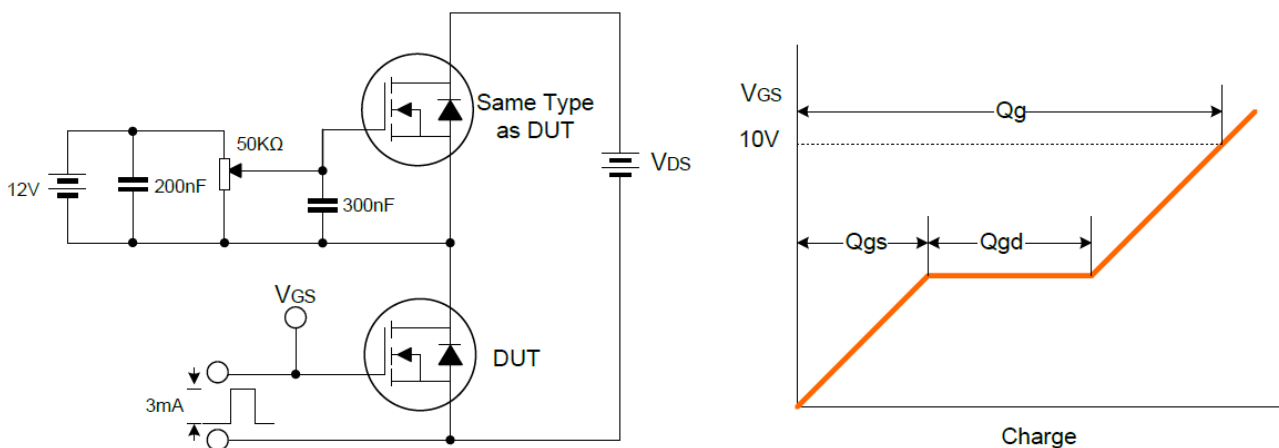 Same Type
as DUT
50KΩ
12V
200nF
300nF
VDS
VGS
DUT
3mA
VGS
10V
Qg
Qgs
Qgd
Charge